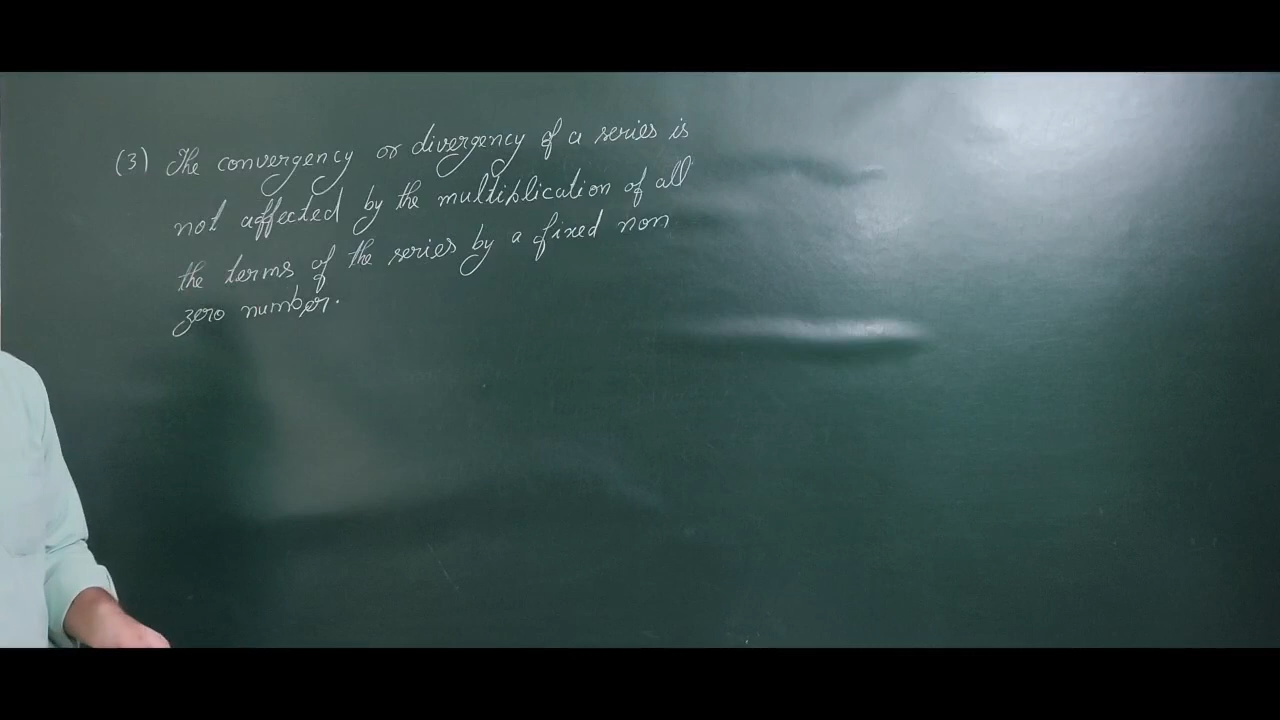 (3) The convergency or divergency of a series is
not affected by the multiplication of all
the terms of the series by a fixed non
zero number.